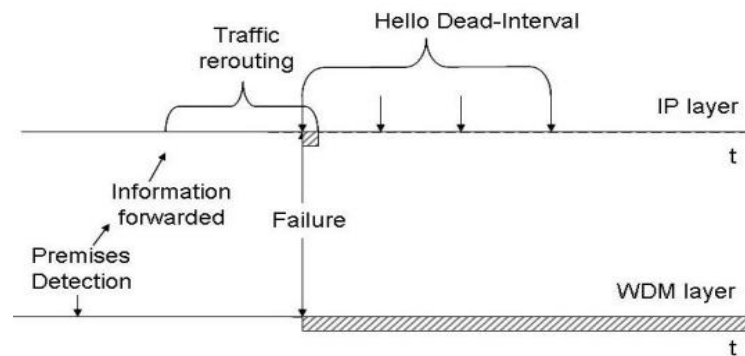 Traffic
rerouting
Hello Dead-Interval
IP layer
t
Information
forwarded
Failure
Premises
Detection
WDM layer
t